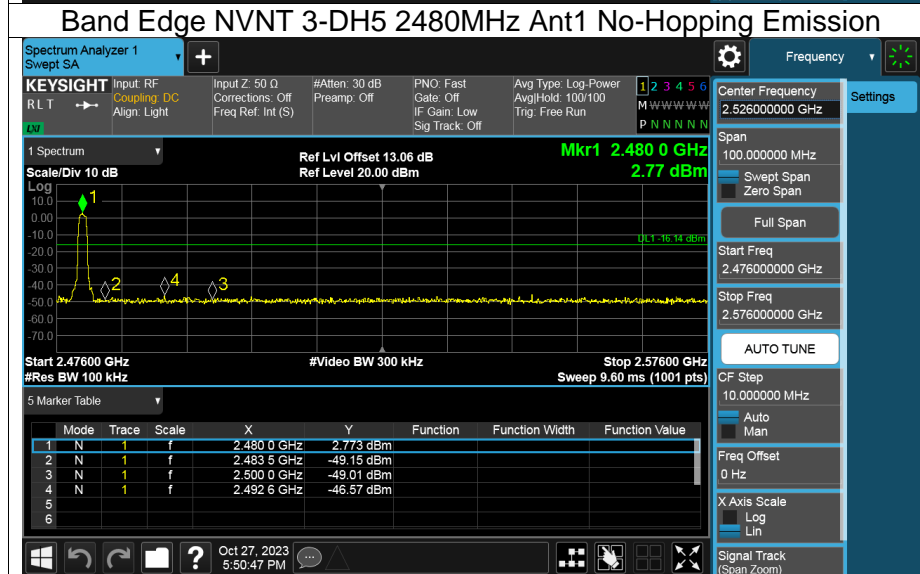 Band Edge NVNT 3-DH5 2480MHz Ant1 No-Hopping Emission
Spectrum Analyzer 1
Swept SA
+
Frequency
KEYSIGHT
RLT
LXI
Input: RF
Coupling: DC
Align: Light
Input Z: 50 Ω
Corrections: Off
Freq Ref: Int (S)
#Atten: 30 dB
Preamp: Off
PNO: Fast
Gate: Off
IF Gain: Low
Sig Track: Off
Avg Type: Log-Power
Avg|Hold: 100/100
Trig: Free Run
1 2 3 4 5 6
M W W W W W
P N N N N N
Center Frequency
2.526000000 GHz
Settings
1 Spectrum
Scale/Div 10 dB
Ref Lvl Offset 13.06 dB
Ref Level 20.00 dBm
Mkr1 2.480 0 GHz
2.77 dBm
Log
10.0
0.00
-10.0
-20.0
-30.0
-40.0
-50.0
-60.0
-70.0
1
2
4
3
DL1 -16.14 dBm
Start 2.47600 GHz
#Res BW 100 kHz
#Video BW 300 kHz
Stop 2.57600 GHz
Sweep 9.60 ms (1001 pts)
Span
100.000000 MHz
Swept Span
Zero Span
Full Span
Start Freq
2.476000000 GHz
Stop Freq
2.576000000 GHz
AUTO TUNE
CF Step
10.000000 MHz
Auto
Man
Freq Offset
0 Hz
X Axis Scale
Log
Lin
Signal Track
(Span Zoom)
5 Marker Table
Mode Trace Scale X Y Function Function Width Function Value
1 N 1 f 2.480 0 GHz 2.773 dBm
2 N 1 f 2.483 5 GHz -49.15 dBm
3 N 1 f 2.500 0 GHz -49.01 dBm
4 N 1 f 2.492 6 GHz -46.57 dBm
5
6
?
Oct 27, 2023
5:50:47 PM